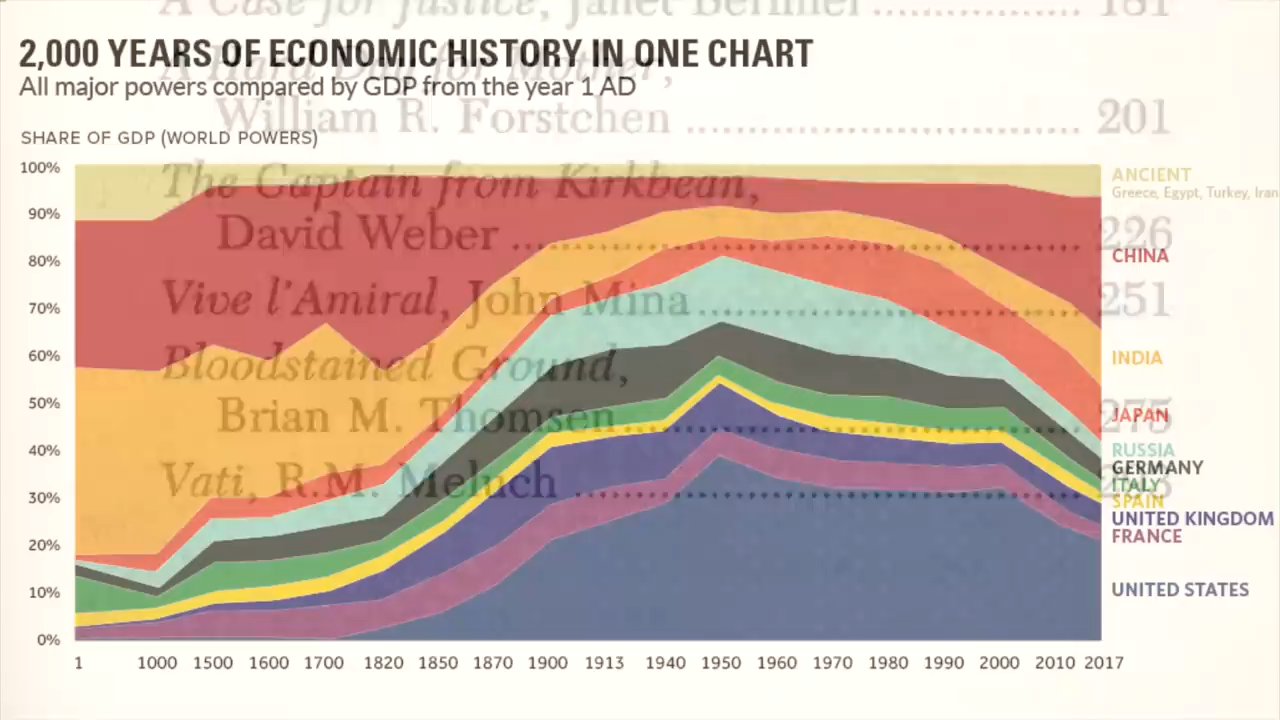 A Case for Justice, Janet Berliner .......... 181
2,000 YEARS OF ECONOMIC HISTORY IN ONE CHART
A Hard Day for Mother,
All major powers compared by GDP from the year 1 AD
William R. Forstchen .......... 201
SHARE OF GDP (WORLD POWERS)
100%
ANCIENT
The Captain from Kirkbean,
Greece, Egypt, Turkey, Iran
90%
David Weber .......... 226
CHINA
80%
Vive l'Amiral, John Mina .......... 251
70%
60%
Bloodstained Ground,
INDIA
50%
Brian M. Thomsen .......... 275
JAPAN
40%
RUSSIA
GERMANY
Vati, R.M. Meluch ..........
ITALY
30%
SPAIN
UNITED KINGDOM
FRANCE
20%
10%
UNITED STATES
0%
1 1000 1500 1600 1700 1820 1850 1870 1900 1913 1940 1950 1960 1970 1980 1990 2000 2010 2017